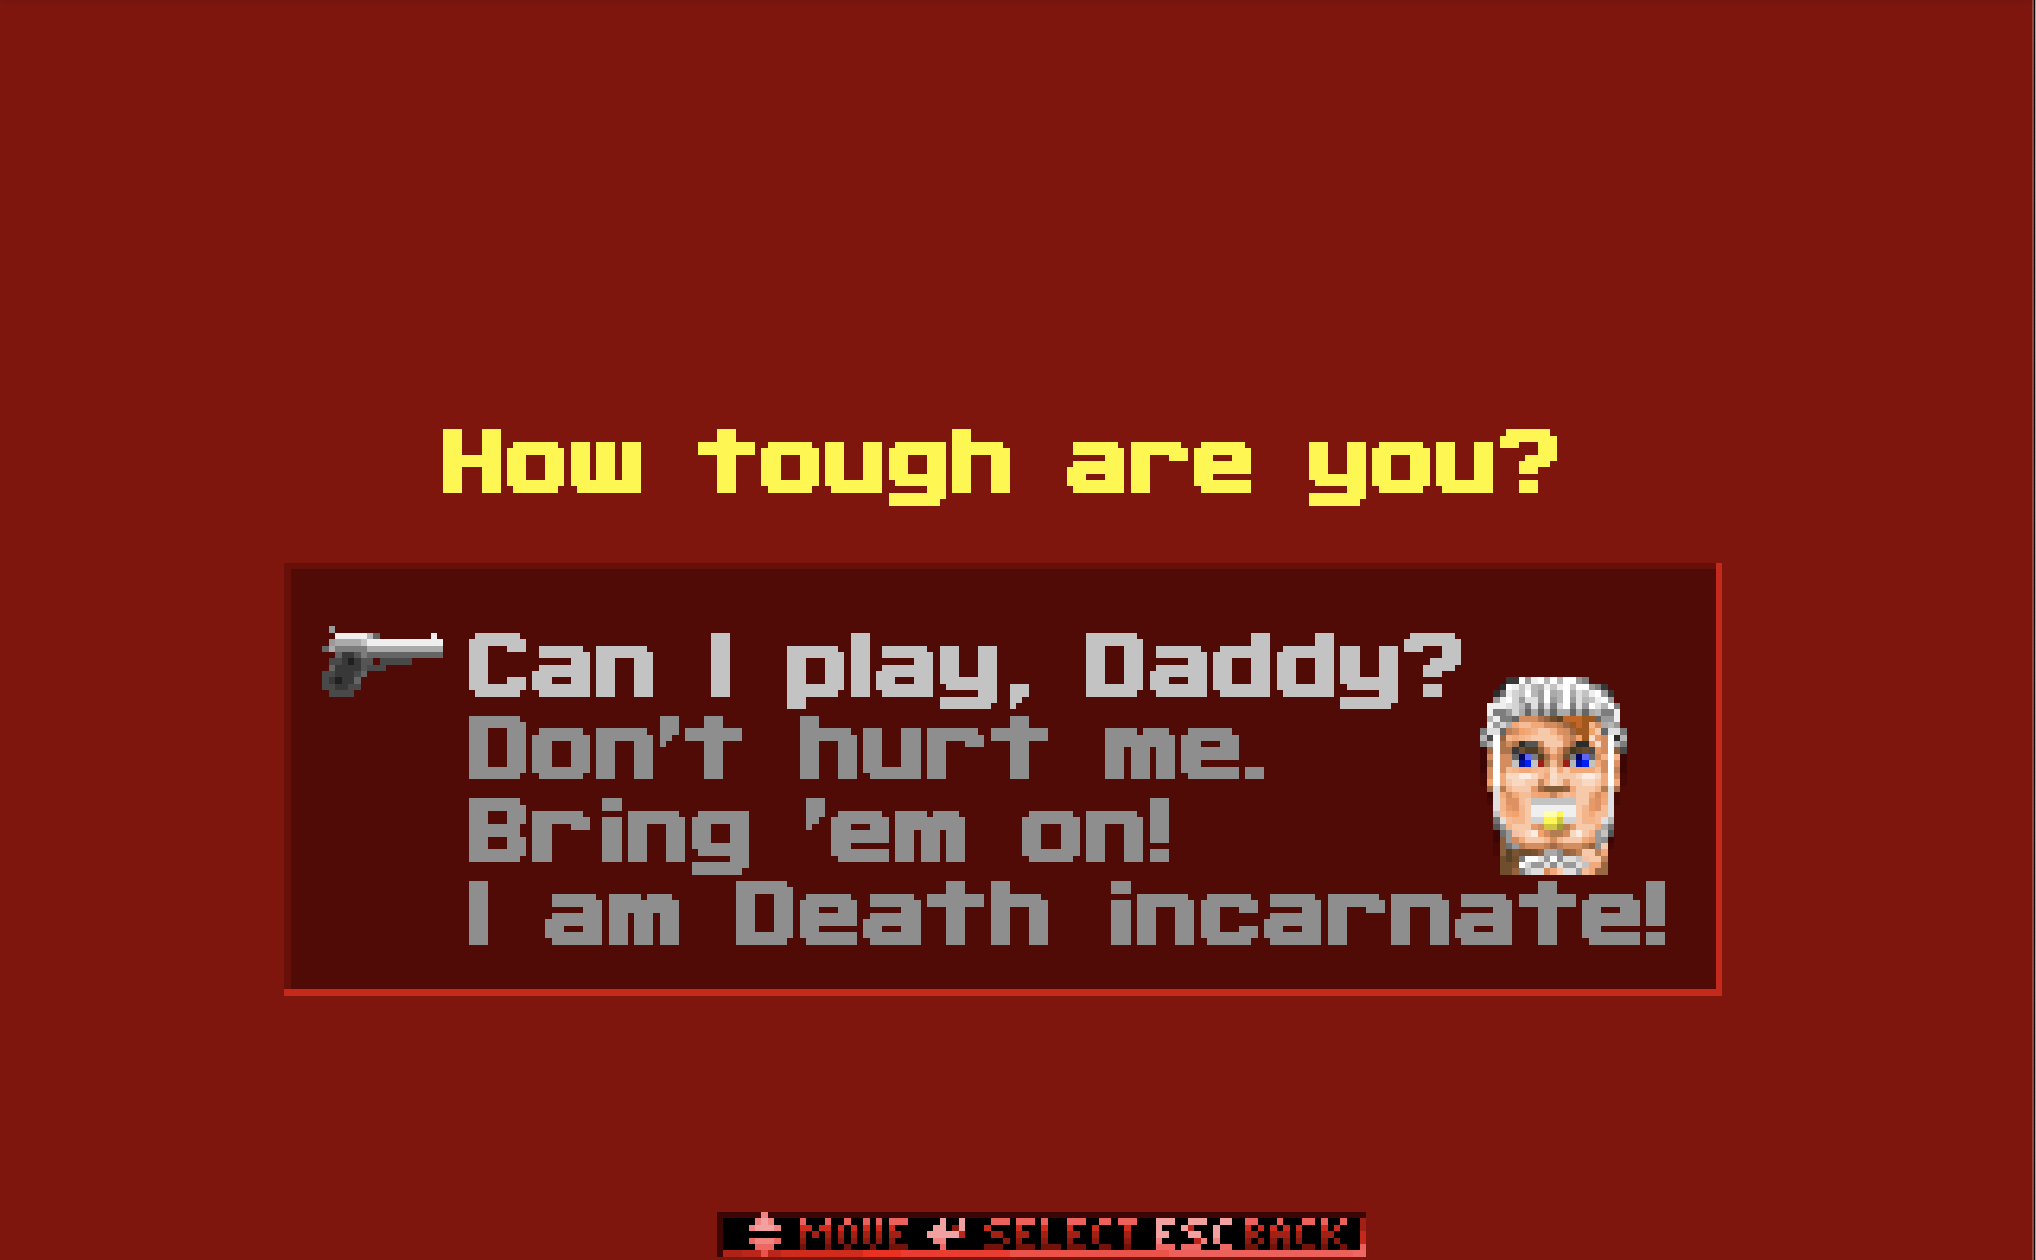 How tough are you?
Can I play, Daddy?
Don't hurt me.
Bring 'em on!
I am Death incarnate!
MOVE SELECT ESC BACK